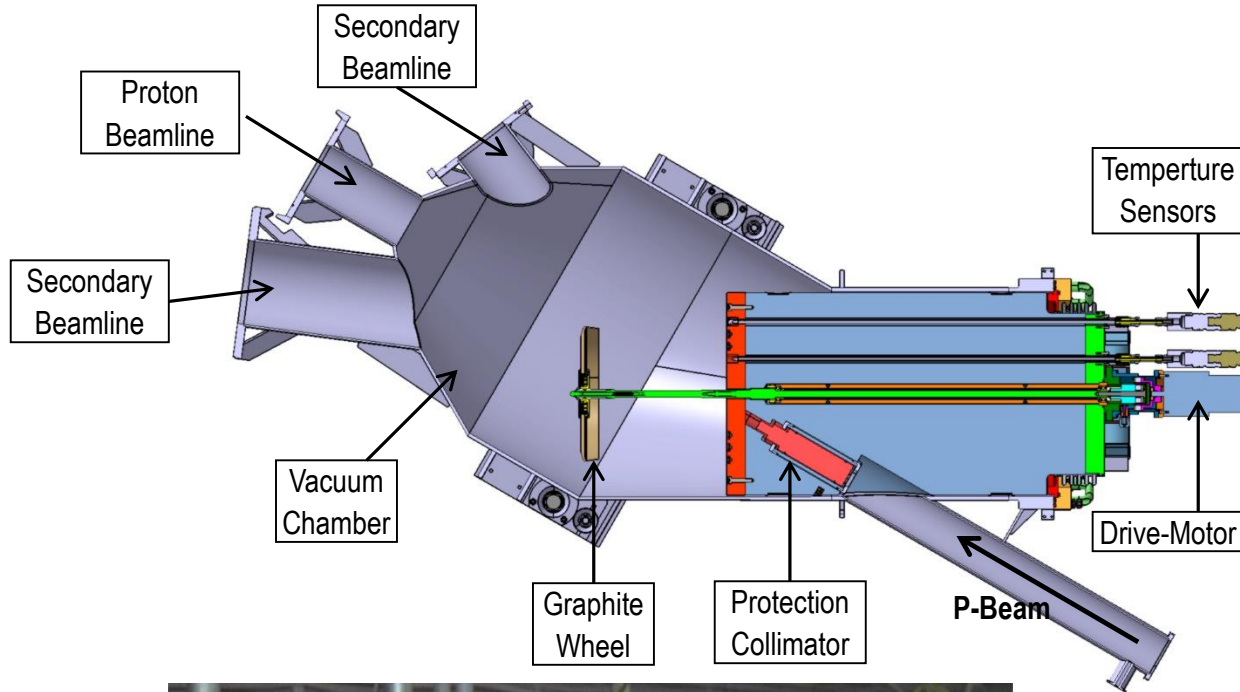 Secondary
Beamline
Proton
Beamline
Temperture
Sensors
Secondary
Beamline
Vacuum
Chamber
Graphite
Wheel
Protection
Collimator
P-Beam
Drive-Motor